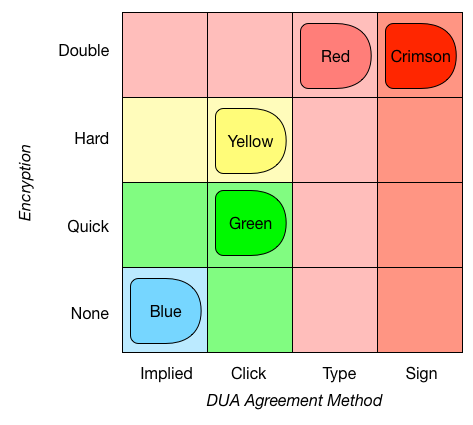 Double
Red
Crimson
Hard
Yellow
Encryption
Quick
Green
None
Blue
Implied
Click
Type
Sign
DUA Agreement Method